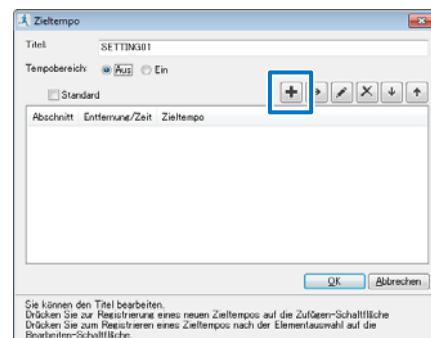 Zieltempo
Titel: SETTING01
Tempobereich: Aus Ein
Standard
Abschnitt Entfernung/Zeit Zieltempo
OK Abbrechen
Sie können den Titel bearbeiten.
Drücken Sie zur Registrierung eines neuen Zieltempos auf die Zufügen-Schaltfläche
Drücken Sie zum Registrieren eines Zieltempos nach der Elementauswahl auf die
Bearbeiten-Schaltfläche.